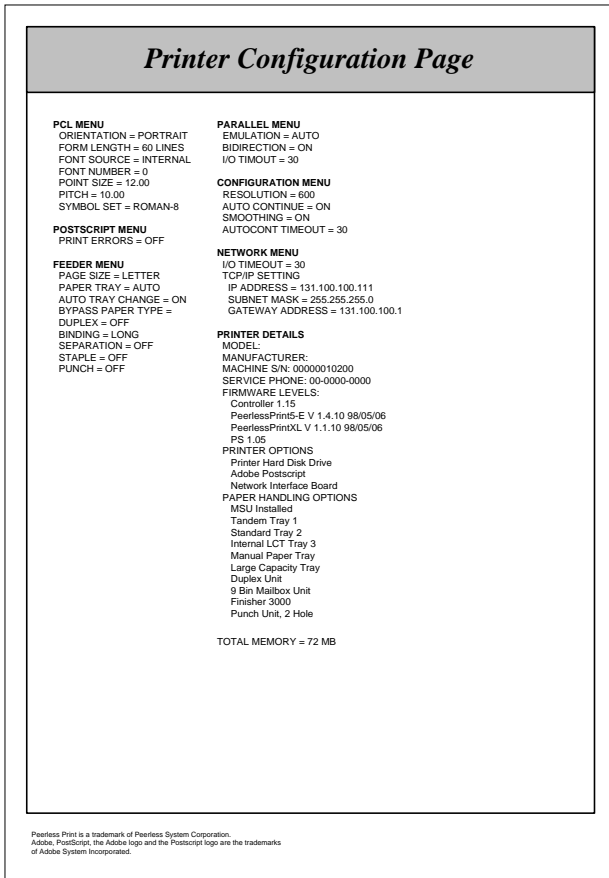 Printer Configuration Page
PCL MENU
ORIENTATION = PORTRAIT
FORM LENGTH = 60 LINES
FONT SOURCE = INTERNAL
FONT NUMBER = 0
POINT SIZE = 12.00
PITCH = 10.00
SYMBOL SET = ROMAN-8
POSTSCRIPT MENU
PRINT ERRORS = OFF
FEEDER MENU
PAGE SIZE = LETTER
PAPER TRAY = AUTO
AUTO TRAY CHANGE = ON
BYPASS PAPER TYPE =
DUPLEX = OFF
BINDING = LONG
SEPARATION = OFF
STAPLE = OFF
PUNCH = OFF
PARALLEL MENU
EMULATION = AUTO
BIDIRECTION = ON
I/O TIMOUT = 30
CONFIGURATION MENU
RESOLUTION = 600
AUTO CONTINUE = ON
SMOOTHING = ON
AUTOCONT TIMEOUT = 30
NETWORK MENU
I/O TIMEOUT = 30
TCP/IP SETTING
IP ADDRESS = 131.100.100.111
SUBNET MASK = 255.255.255.0
GATEWAY ADDRESS = 131.100.100.1
PRINTER DETAILS
MODEL:
MANUFACTURER:
MACHINE S/N: 00000010200
SERVICE PHONE: 00-0000-0000
FIRMWARE LEVELS:
Controller 1.15
PeerlessPrint5-E V 1.4.10 98/05/06
PeerlessPrintXL V 1.1.10 98/05/06
PS 1.05
PRINTER OPTIONS
Printer Hard Disk Drive
Adobe Postscript
Network Interface Board
PAPER HANDLING OPTIONS
MSU Installed
Tandem Tray 1
Standard Tray 2
Internal LCT Tray 3
Manual Paper Tray
Large Capacity Tray
Duplex Unit
9 Bin Mailbox Unit
Finisher 3000
Punch Unit, 2 Hole
TOTAL MEMORY = 72 MB
Peerless Print is a trademark of Peerless System Corporation.
Adobe, PostScript, the Adobe logo and the Postscript logo are the trademarks
of Adobe System Incorporated.